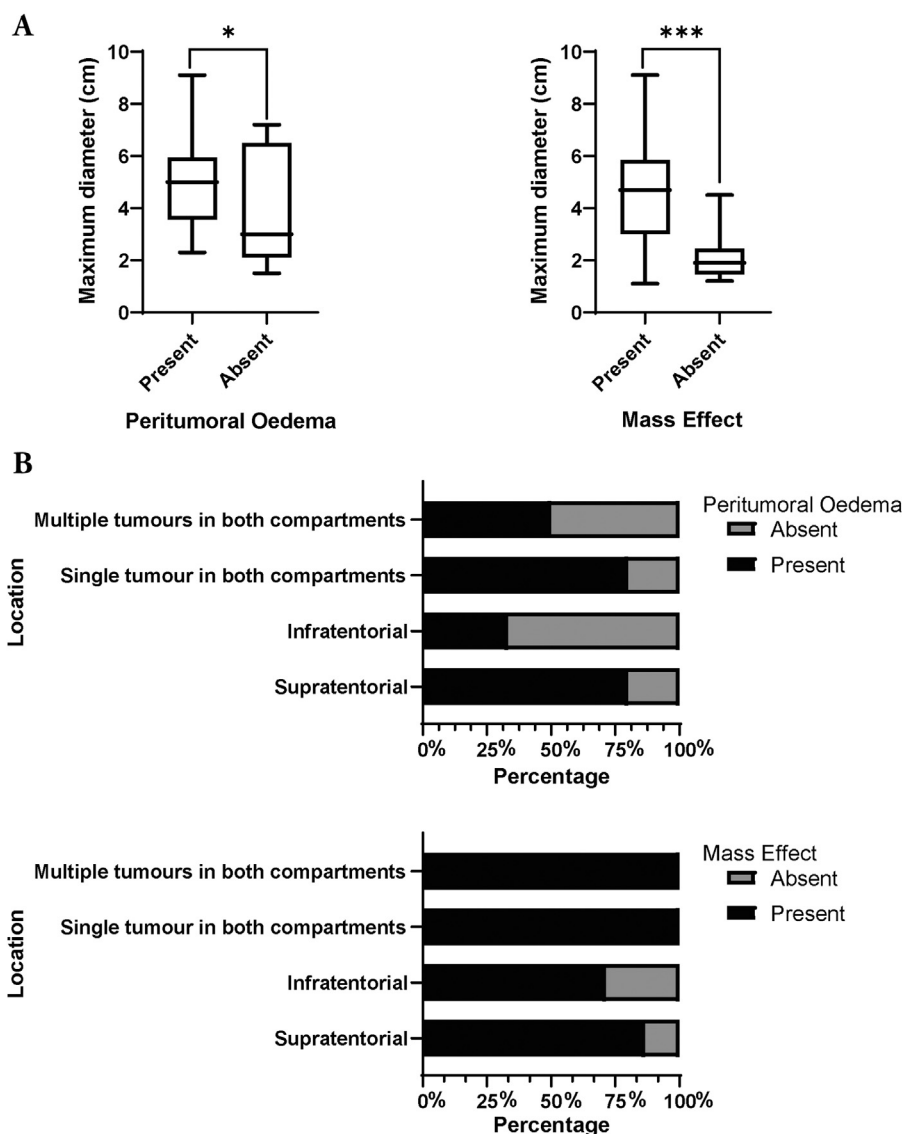 A
*
Maximum diameter (cm)
10
8
6
4
2
0
Present
Absent
Peritumoral Oedema
***
Maximum diameter (cm)
10
8
6
4
2
0
Present
Absent
Mass Effect
B
Location
Multiple tumours in both compartments
Single tumour in both compartments
Infratentorial
Supratentorial
0% 25% 50% 75% 100%
Percentage
Peritumoral Oedema
Absent
Present
Location
Multiple tumours in both compartments
Single tumour in both compartments
Infratentorial
Supratentorial
0% 25% 50% 75% 100%
Percentage
Mass Effect
Absent
Present